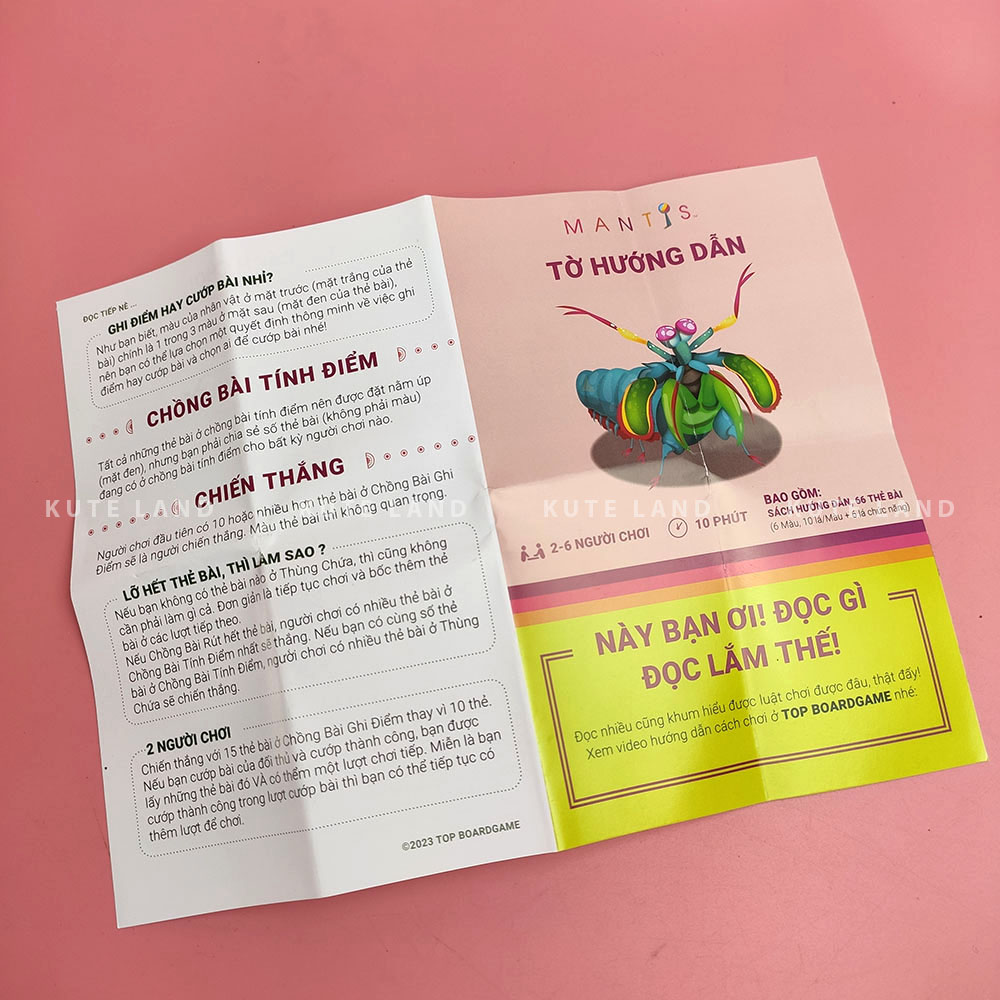 ĐỌC TIẾP NÈ ...
GHI ĐIỂM HAY CƯỚP BÀI NHỈ?
Như bạn biết, màu của nhân vật ở mặt trước (mặt trắng của thẻ
bài) chính là 1 trong 3 màu ở mặt sau (mặt đen của thẻ bài),
nên bạn có thể lựa chọn một quyết định thông minh về việc ghi
điểm hay cướp bài và chọn ai để cướp bài nhé!
CHỒNG BÀI TÍNH ĐIỂM
Tất cả những thẻ bài ở chồng bài tính điểm nên được đặt nằm úp
(mặt đen), nhưng bạn phải chia sẻ số thẻ bài (không phải màu)
đang có ở chồng bài tính điểm cho bất kỳ người chơi nào.
CHIẾN THẮNG
Người chơi đầu tiên có 10 hoặc nhiều hơn thẻ bài ở Chồng Bài Ghi
Điểm sẽ là người chiến thắng. Màu thẻ bài thì không quan trọng.
LỠ HẾT THẺ BÀI, THÌ LÀM SAO ?
Nếu bạn không có thẻ bài nào ở Thùng Chứa, thì cũng không
cần phải làm gì cả. Đơn giản là tiếp tục chơi và bốc thêm thẻ
bài ở các lượt tiếp theo.
Nếu Chồng Bài Rút hết thẻ bài, người chơi có nhiều thẻ bài ở
Chồng Bài Tính Điểm nhất sẽ thắng. Nếu bạn có cùng số thẻ
bài ở Chồng Bài Tính Điểm, người chơi có nhiều thẻ bài ở Thùng
Chứa sẽ chiến thắng.
2 NGƯỜI CHƠI
Chiến thắng với 15 thẻ bài ở Chồng Bài Ghi Điểm thay vì 10 thẻ.
Nếu bạn cướp bài của đối thủ và cướp thành công, bạn được
lấy những thẻ bài đó VÀ có thêm một lượt chơi tiếp. Miễn là bạn
cướp thành công trong lượt cướp bài thì bạn có thể tiếp tục có
thêm lượt để chơi.
©2023 TOP BOARDGAME
MANTIS
TỜ HƯỚNG DẪN
2-6 NGƯỜI CHƠI
10 PHÚT
BAO GỒM:
SÁCH HƯỚNG DẪN, 66 THẺ BÀI
(6 Màu, 10 lá/Màu + 6 lá chức năng)
NÀY BẠN ƠI! ĐỌC GÌ
ĐỌC LẮM THẾ!
Đọc nhiều cũng khum hiểu được luật chơi được đâu, thật đấy!
Xem video hướng dẫn cách chơi ở TOP BOARDGAME nhé:
KUTE LAND
KUTE LAND
KUTE LAND
KUTE LAND